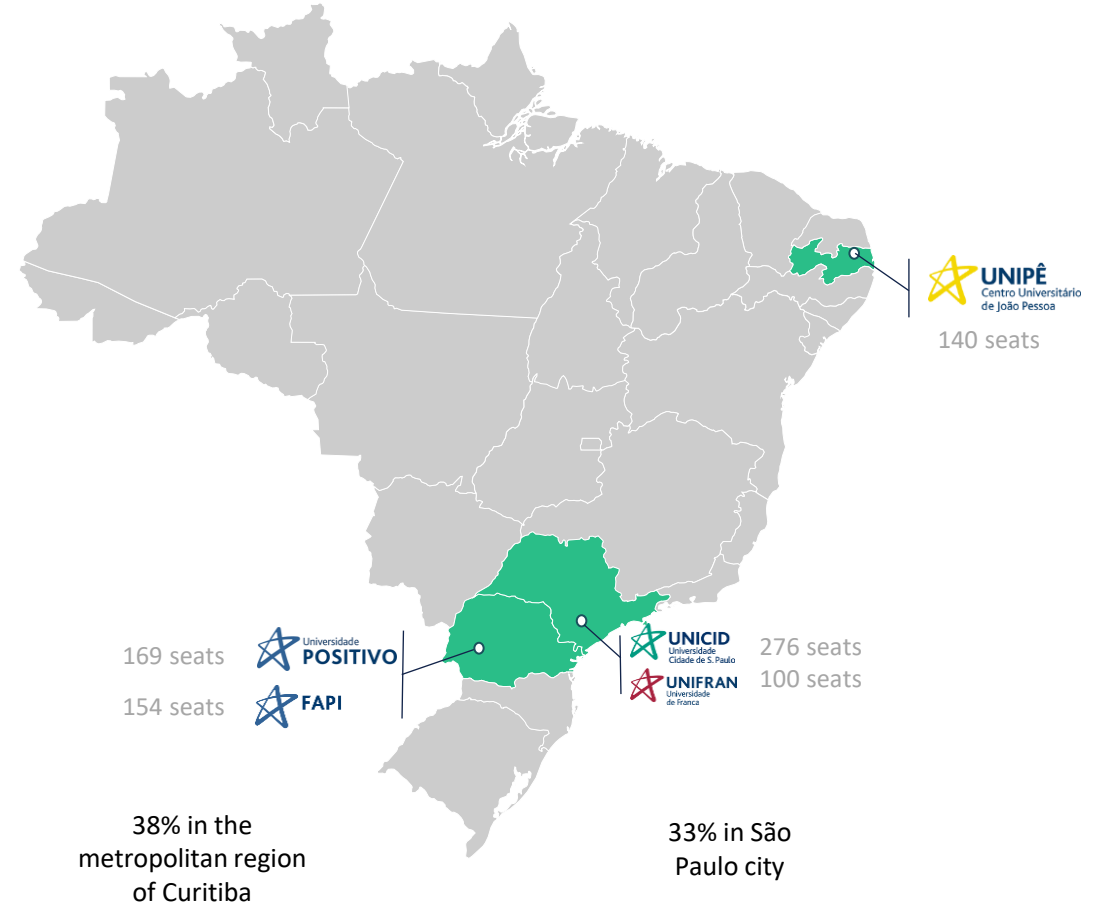 UNIPÊ
Centro Universitário
de João Pessoa
140 seats
169 seats
Universidade
POSITIVO
154 seats
FAPI
UNICID
Universidade
Cidade de S. Paulo
276 seats
UNIFRAN
Universidade
de Franca
100 seats
38% in the
metropolitan region
of Curitiba
33% in São
Paulo city